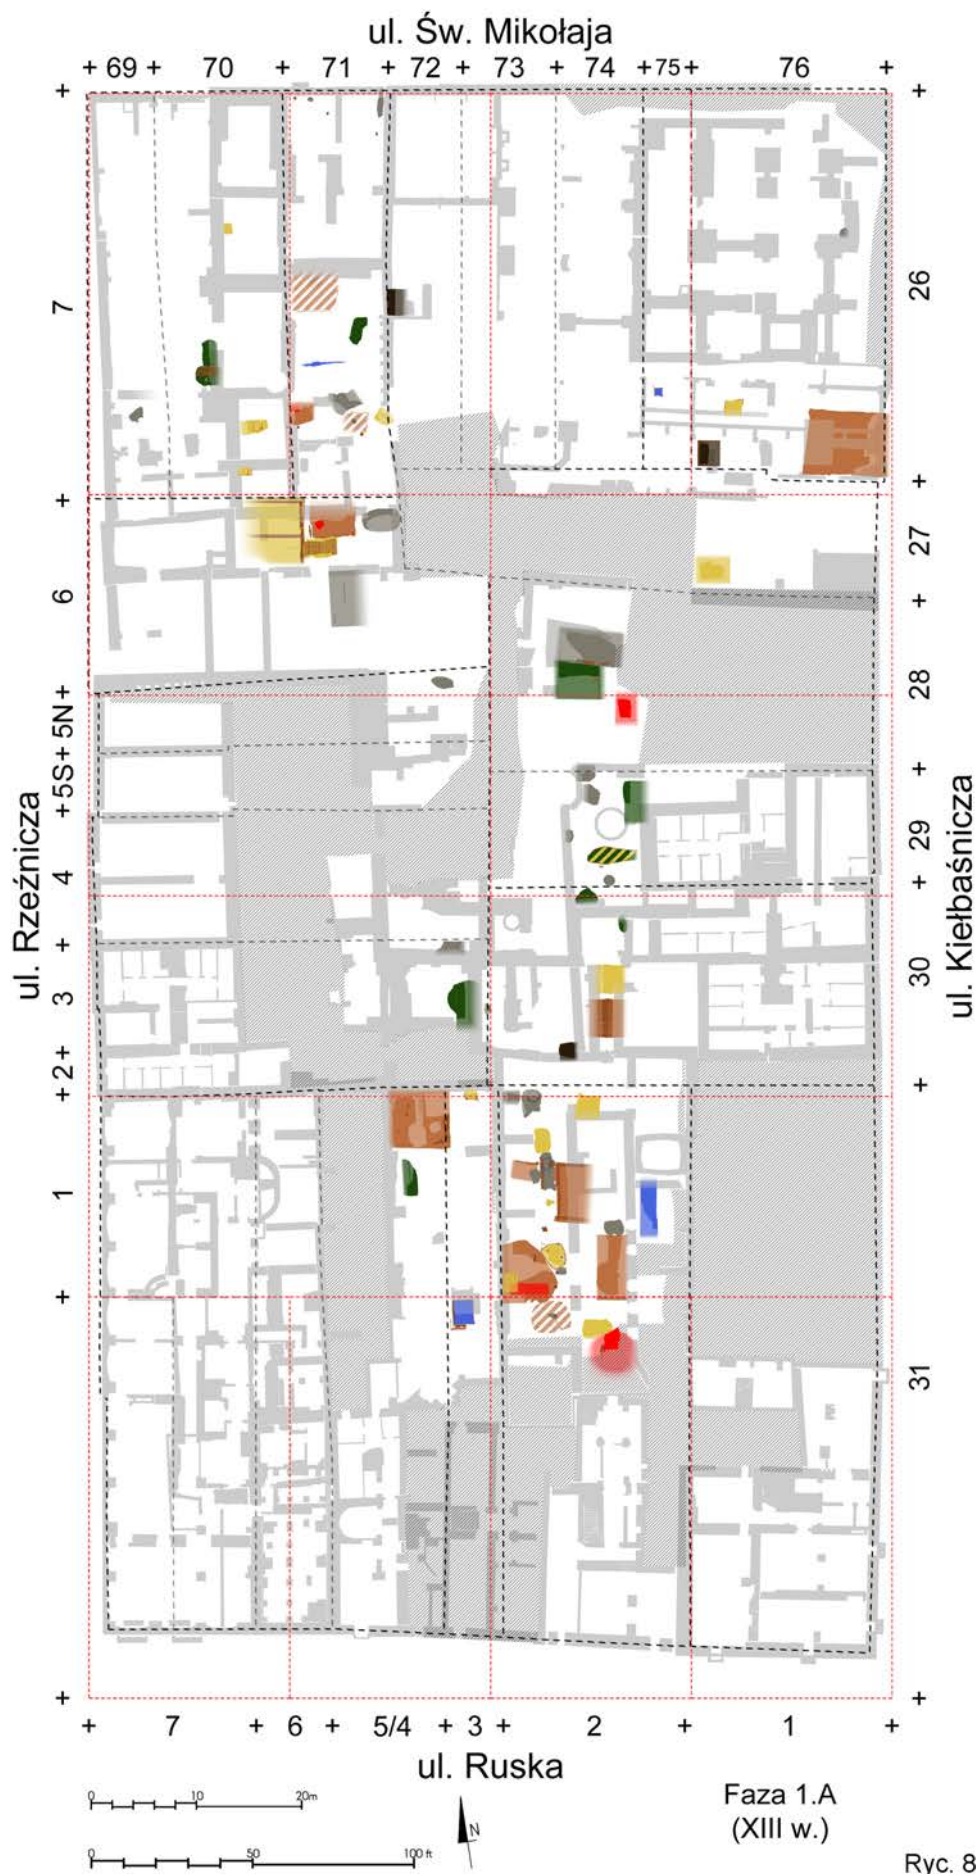 ul. Św. Mikołaja
+ 69 + 70 + 71 + 72 + 73 + 74 + 75 + 76 +
+ 7 + 6 + 5N + 5S + 4 + 3 + 2 + 1 + +
ul. Rzeźnicza
+ 26 + 27 + 28 + 29 + 30 + 31 +
ul. Kiełbaśnicza
+ 7 + 6 + 5/4 + 3 + 2 + 1 +
ul. Ruska
0 10 20m
0 50 100 ft
N
Faza 1.A
(XIII w.)
Ryc. 8